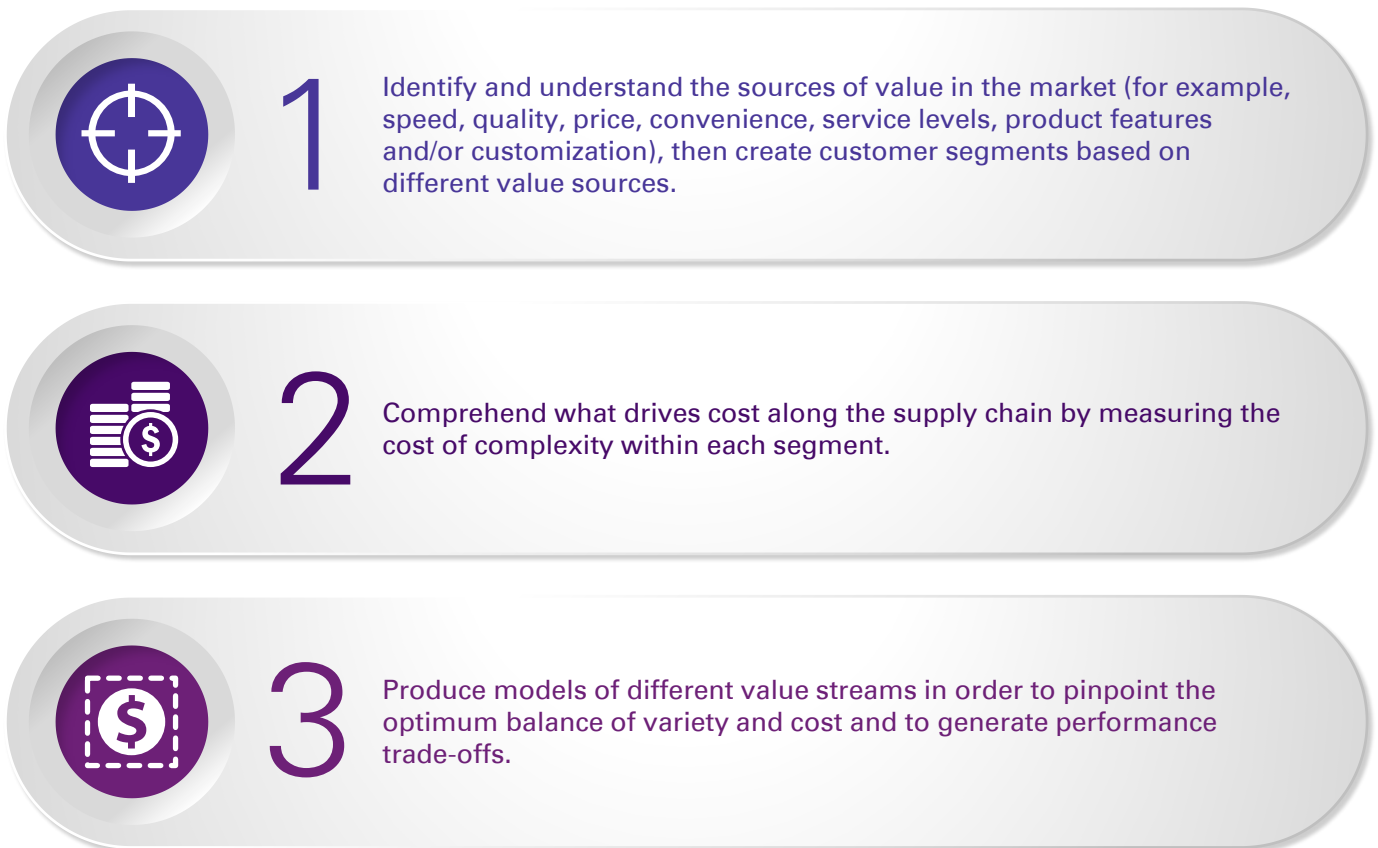 1
Identify and understand the sources of value in the market (for example,
speed, quality, price, convenience, service levels, product features
and/or customization), then create customer segments based on
different value sources.
$
2
Comprehend what drives cost along the supply chain by measuring the
cost of complexity within each segment.
$
3
Produce models of different value streams in order to pinpoint the
optimum balance of variety and cost and to generate performance
trade-offs.